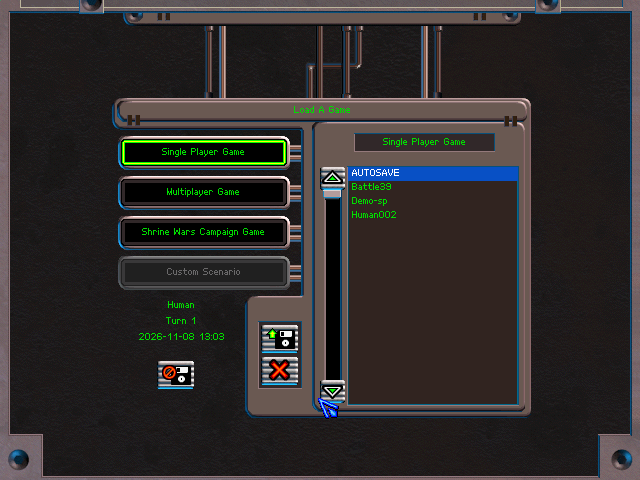 Load A Game
Single Player Game
Multiplayer Game
Shrine Wars Campaign Game
Custom Scenario
Human
Turn 1
2026-11-08 13:03
Single Player Game
AUTOSAVE
Battle39
Demo-sp
Human002